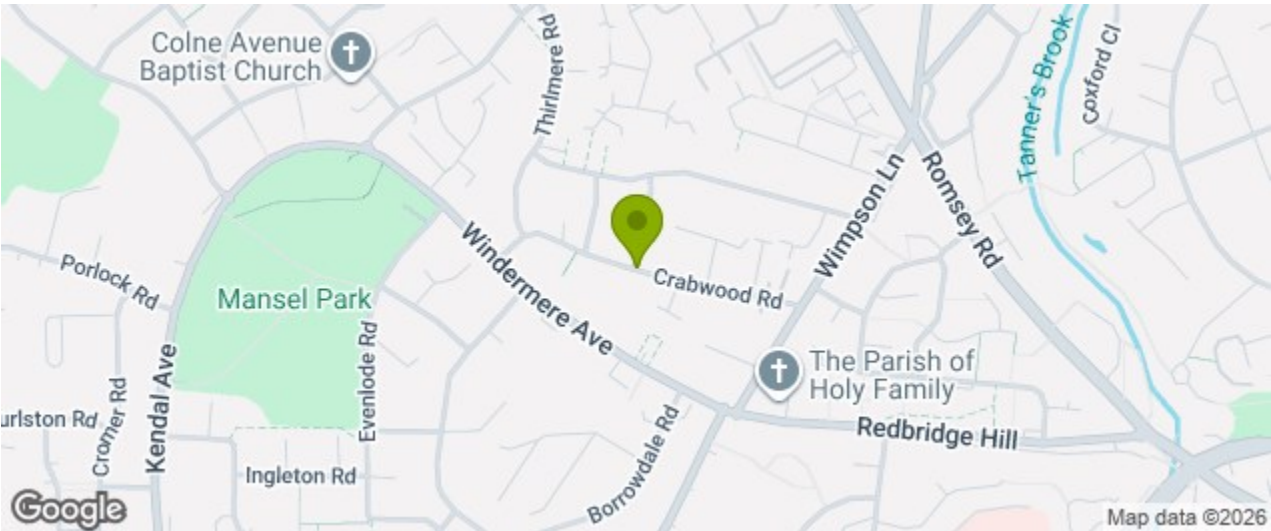 Colne Avenue
Baptist Church
Thirlmere Rd
Tanner's Brook
Coxford Cl
Wimpson Ln
Romsey Rd
Windermere Ave
Porlock Rd
Mansel Park
Crabwood Rd
Kendal Ave
Evenlode Rd
The Parish of
Holy Family
urlston Rd
Cromer Rd
Borrowdale Rd
Redbridge Hill
Ingleton Rd
Google
Map data ©2026